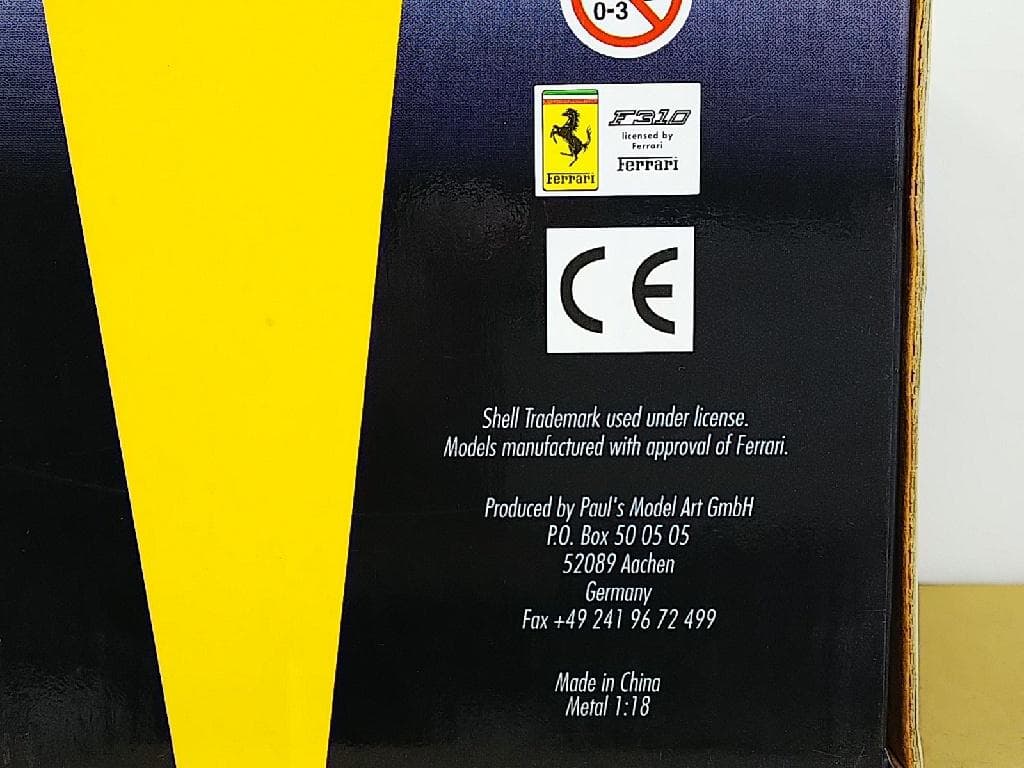 0-3
F310
licensed by
Ferrari
Ferrari
Ferrari
CE
Shell Trademark used under license.
Models manufactured with approval of Ferrari.
Produced by Paul's Model Art GmbH
P.O. Box 50 05 05
52089 Aachen
Germany
Fax +49 241 96 72 499
Made in China
Metal 1:18